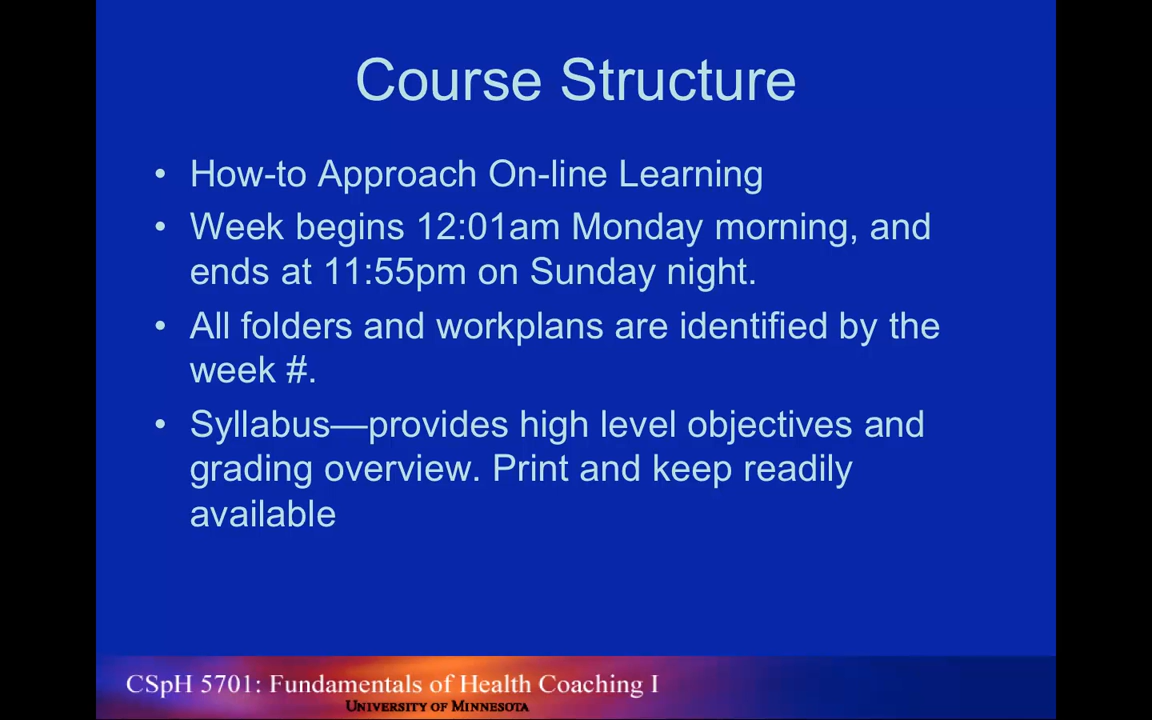 Course Structure
• How-to Approach On-line Learning
• Week begins 12:01am Monday morning, and
ends at 11:55pm on Sunday night.
• All folders and workplans are identified by the
week #.
• Syllabus—provides high level objectives and
grading overview. Print and keep readily
available
CSpH 5701: Fundamentals of Health Coaching I
UNIVERSITY OF MINNESOTA